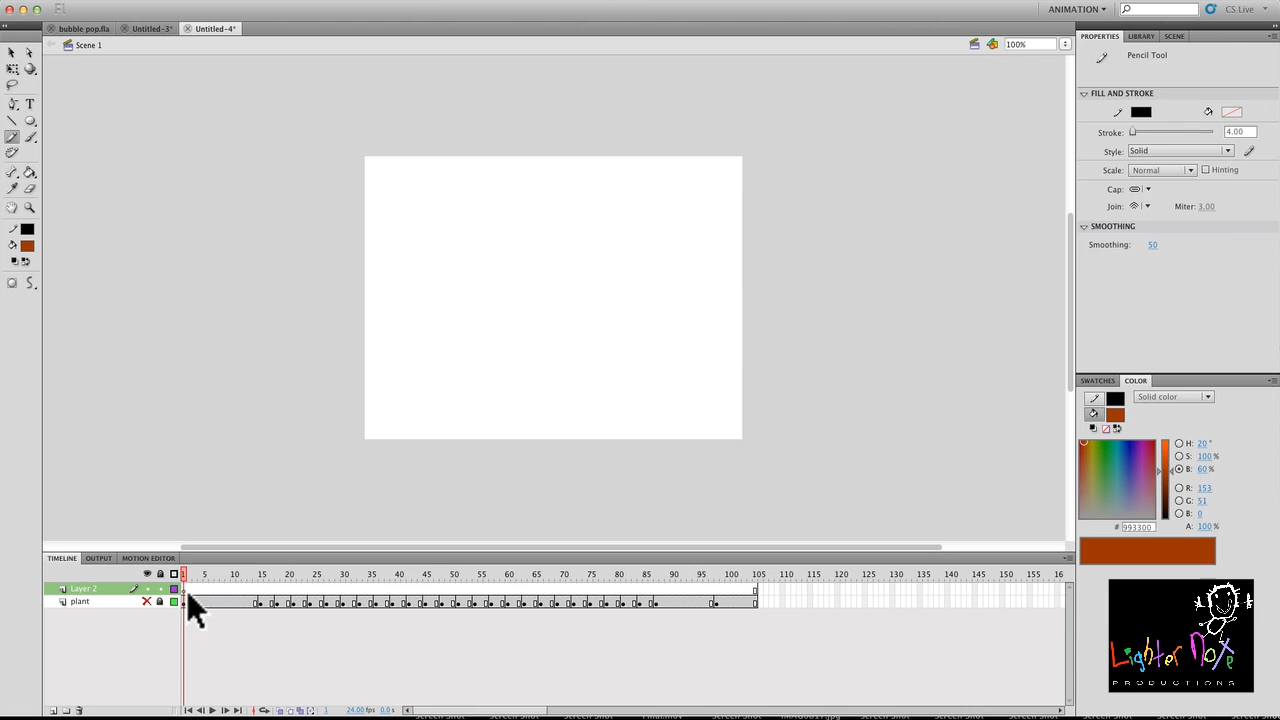 Fl
ANIMATION
CS Live
bubble pop.fla
Untitled-3*
Untitled-4*
Scene 1
100%
PROPERTIES
LIBRARY
SCENE
Pencil Tool
FILL AND STROKE
Stroke:
4.00
Style:
Solid
Scale:
Normal
Hinting
Cap:
Join:
Miter: 3.00
SMOOTHING
Smoothing:
50
SWATCHES
COLOR
Solid color
H: 20 °
S: 100 %
B: 60 %
R: 153
G: 51
B: 0
# 993300
A: 100 %
TIMELINE
OUTPUT
MOTION EDITOR
1 5 10 15 20 25 30 35 40 45 50 55 60 65 70 75 80 85 90 95 100 105 110 115 120 125 130 135 140 145 150 155 16
Layer 2
plant
1
24.00 fps
0.0 s
Lighter Noxe
PRODUCTIONS